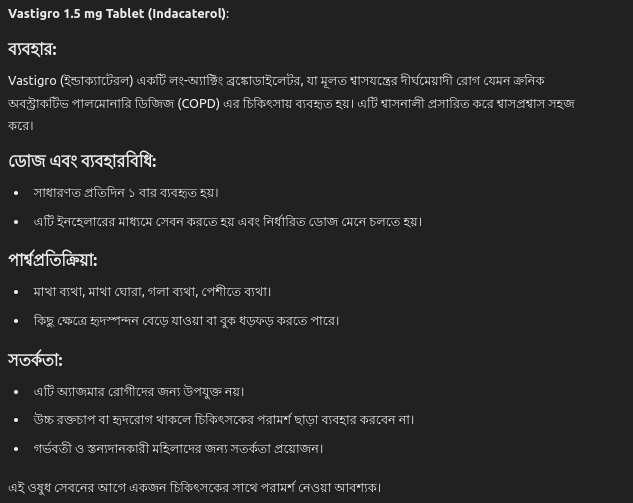 Vastigro 1.5 mg Tablet (Indacaterol):
ব্যবহার:
Vastigro (ইন্ডাক্যাটেরল) একটি লং-অ্যাক্টিং ব্রঙ্কোডাইলেটর, যা মূলত শ্বাসযন্ত্রের দীর্ঘমেয়াদী রোগ যেমন ক্রনিক
অবস্ট্রাকটিভ পালমোনারি ডিজিজ (COPD) এর চিকিৎসায় ব্যবহৃত হয়। এটি শ্বাসনালী প্রসারিত করে শ্বাসপ্রশ্বাস সহজ
করে।
ডোজ এবং ব্যবহারবিধি:
• সাধারণত প্রতিদিন ১ বার ব্যবহৃত হয়।
• এটি ইনহেলারের মাধ্যমে সেবন করতে হয় এবং নির্ধারিত ডোজ মেনে চলতে হয়।
পার্শ্বপ্রতিক্রিয়া:
• মাথা ব্যথা, মাথা ঘোরা, গলা ব্যথা, পেশীতে ব্যথা।
• কিছু ক্ষেত্রে হৃদস্পন্দন বেড়ে যাওয়া বা বুক ধড়ফড় করতে পারে।
সতর্কতা:
• এটি অ্যাজমার রোগীদের জন্য উপযুক্ত নয়।
• উচ্চ রক্তচাপ বা হৃদরোগ থাকলে চিকিৎসকের পরামর্শ ছাড়া ব্যবহার করবেন না।
• গর্ভবতী ও স্তন্যদানকারী মহিলাদের জন্য সতর্কতা প্রয়োজন।
এই ওষুধ সেবনের আগে একজন চিকিৎসকের সাথে পরামর্শ নেওয়া আবশ্যক।